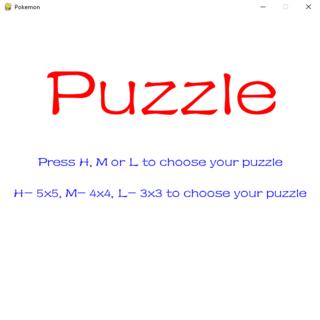 Pokemon
Puzzle
Press H, M or L to choose your puzzle
H- 5x5, M- 4x4, L- 3x3 to choose your puzzle